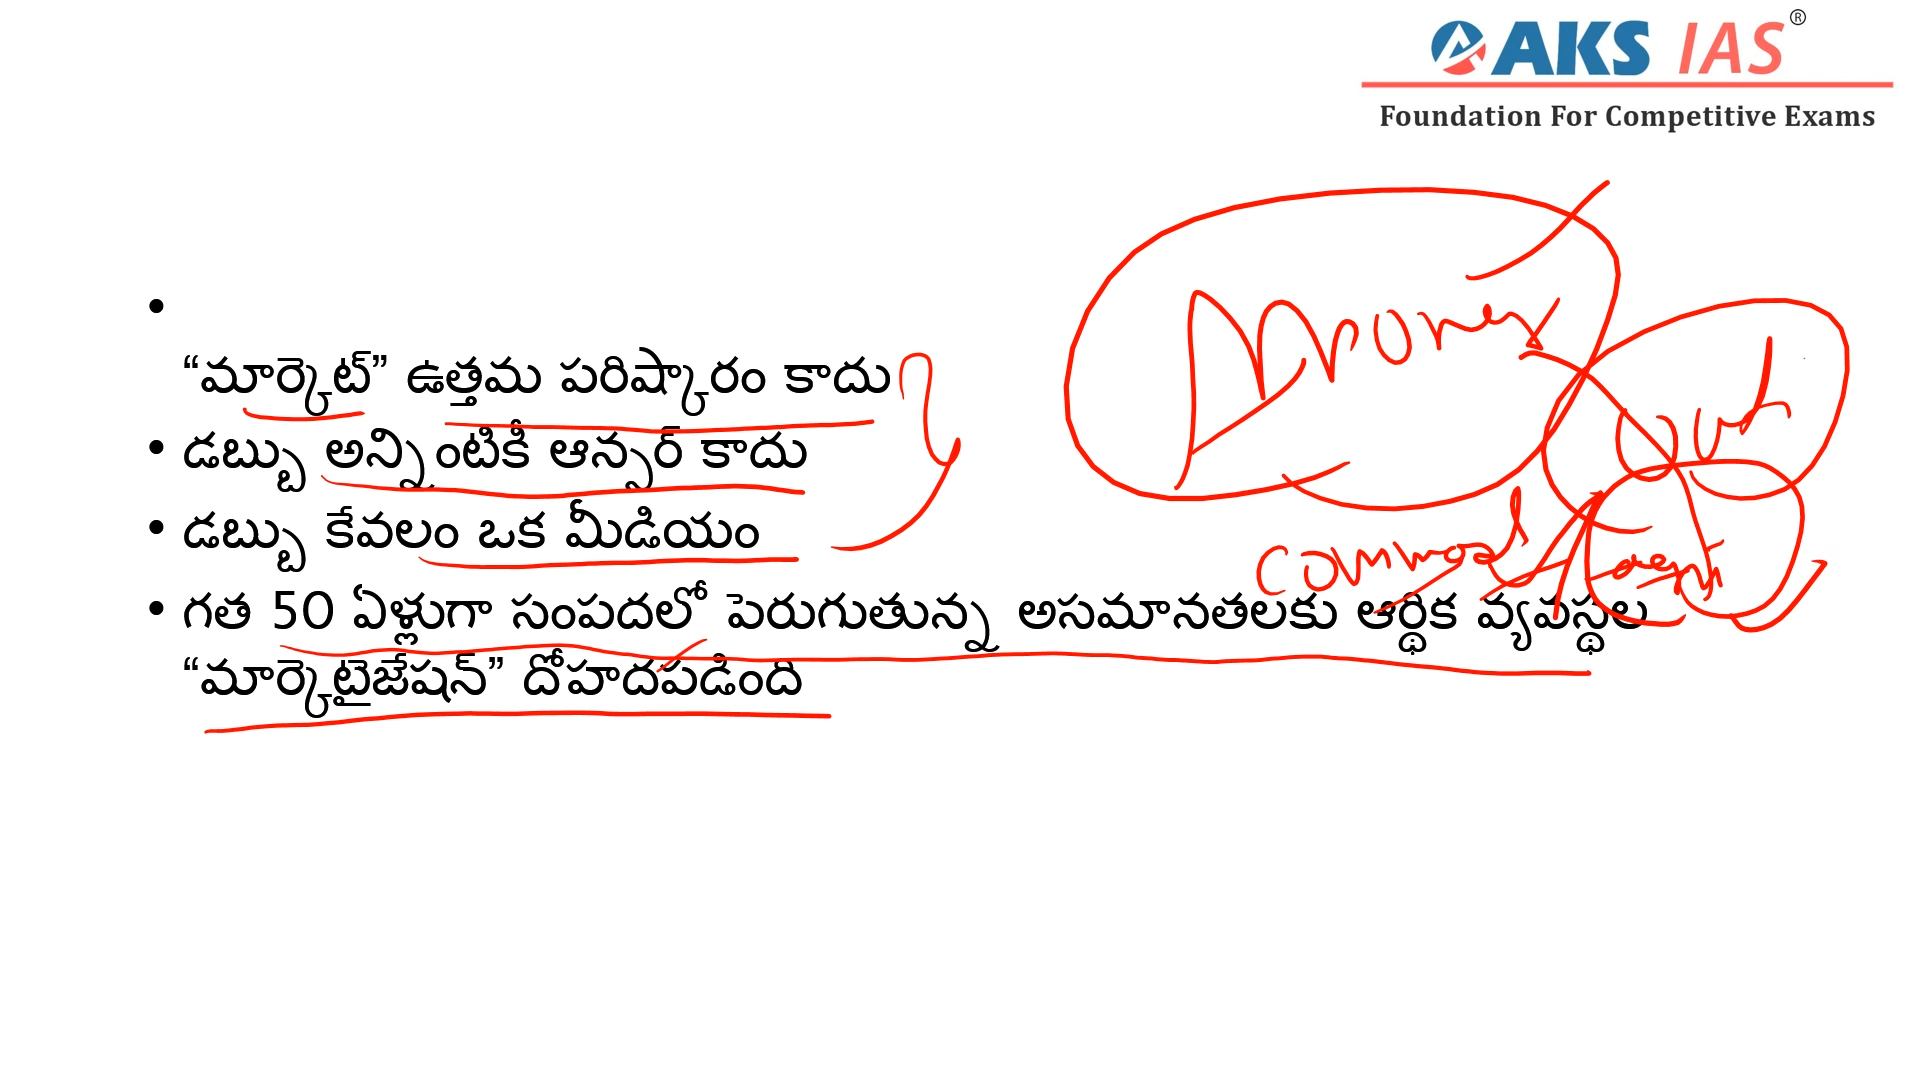 AKS IAS®
Foundation For Competitive Exams
•
“మార్కెట్” ఉత్తమ పరిష్కారం కాదు
• డబ్బు అన్నింటికీ ఆన్సర్ కాదు
• డబ్బు కేవలం ఒక మీడియం
• గత 50 ఏళ్లుగా సంపదలో పెరుగుతున్న అసమానతలకు ఆర్థిక వ్యవస్థల
“మార్కెటైజేషన్” దోహదపడింది
Money